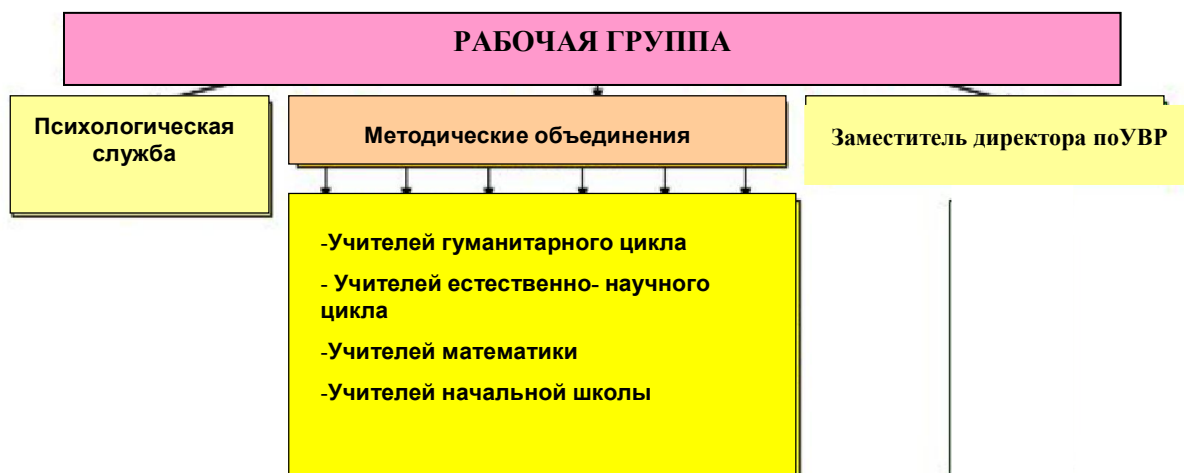 РАБОЧАЯ ГРУППА
Психологическая
служба
Методические объединения
Заместитель директора поУВР
-Учителей гуманитарного цикла
- Учителей естественно- научного
цикла
-Учителей математики
-Учителей начальной школы